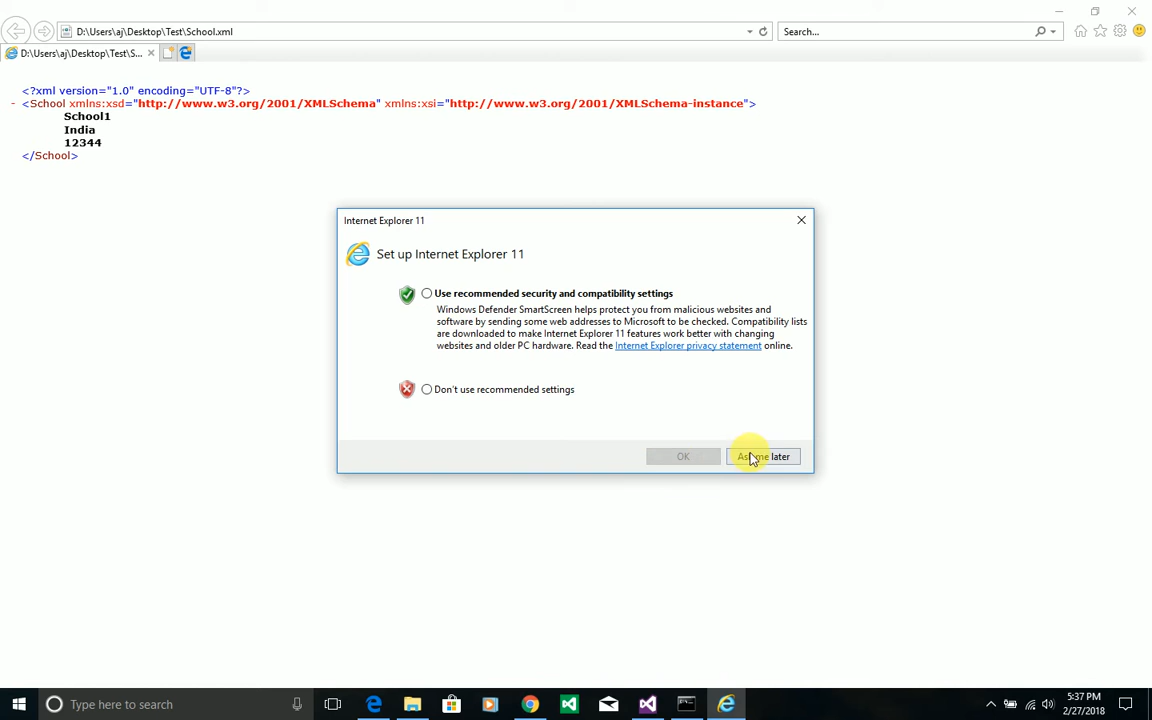 D:\Users\aj\Desktop\Test\School.xml
Search...
D:\Users\aj\Desktop\Test\S...
<?xml version="1.0" encoding="UTF-8"?>
- <School xmlns:xsd="http://www.w3.org/2001/XMLSchema" xmlns:xsi="http://www.w3.org/2001/XMLSchema-instance">
School1
India
12344
</School>
Internet Explorer 11
Set up Internet Explorer 11
Use recommended security and compatibility settings
Windows Defender SmartScreen helps protect you from malicious websites and
software by sending some web addresses to Microsoft to be checked. Compatibility lists
are downloaded to make Internet Explorer 11 features work better with changing
websites and older PC hardware. Read the Internet Explorer privacy statement online.
Don't use recommended settings
OK
Ask me later
Type here to search
5:37 PM
2/27/2018